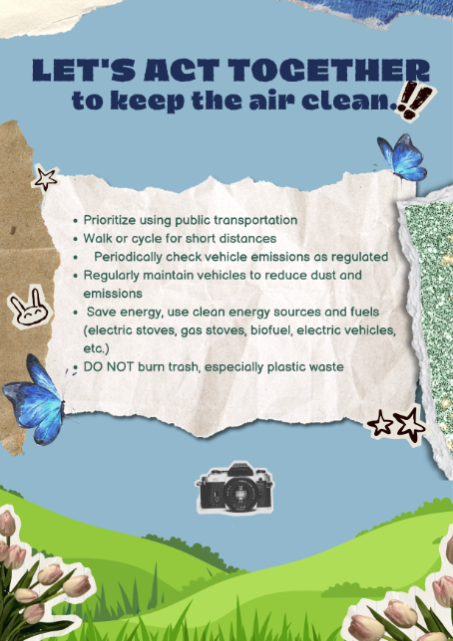 LET'S ACT TOGETHER
to keep the air clean.!!
• Prioritize using public transportation
• Walk or cycle for short distances
• Periodically check vehicle emissions as regulated
• Regularly maintain vehicles to reduce dust and
emissions
• Save energy, use clean energy sources and fuels
(electric stoves, gas stoves, biofuel, electric vehicles,
etc.)
• DO NOT burn trash, especially plastic waste